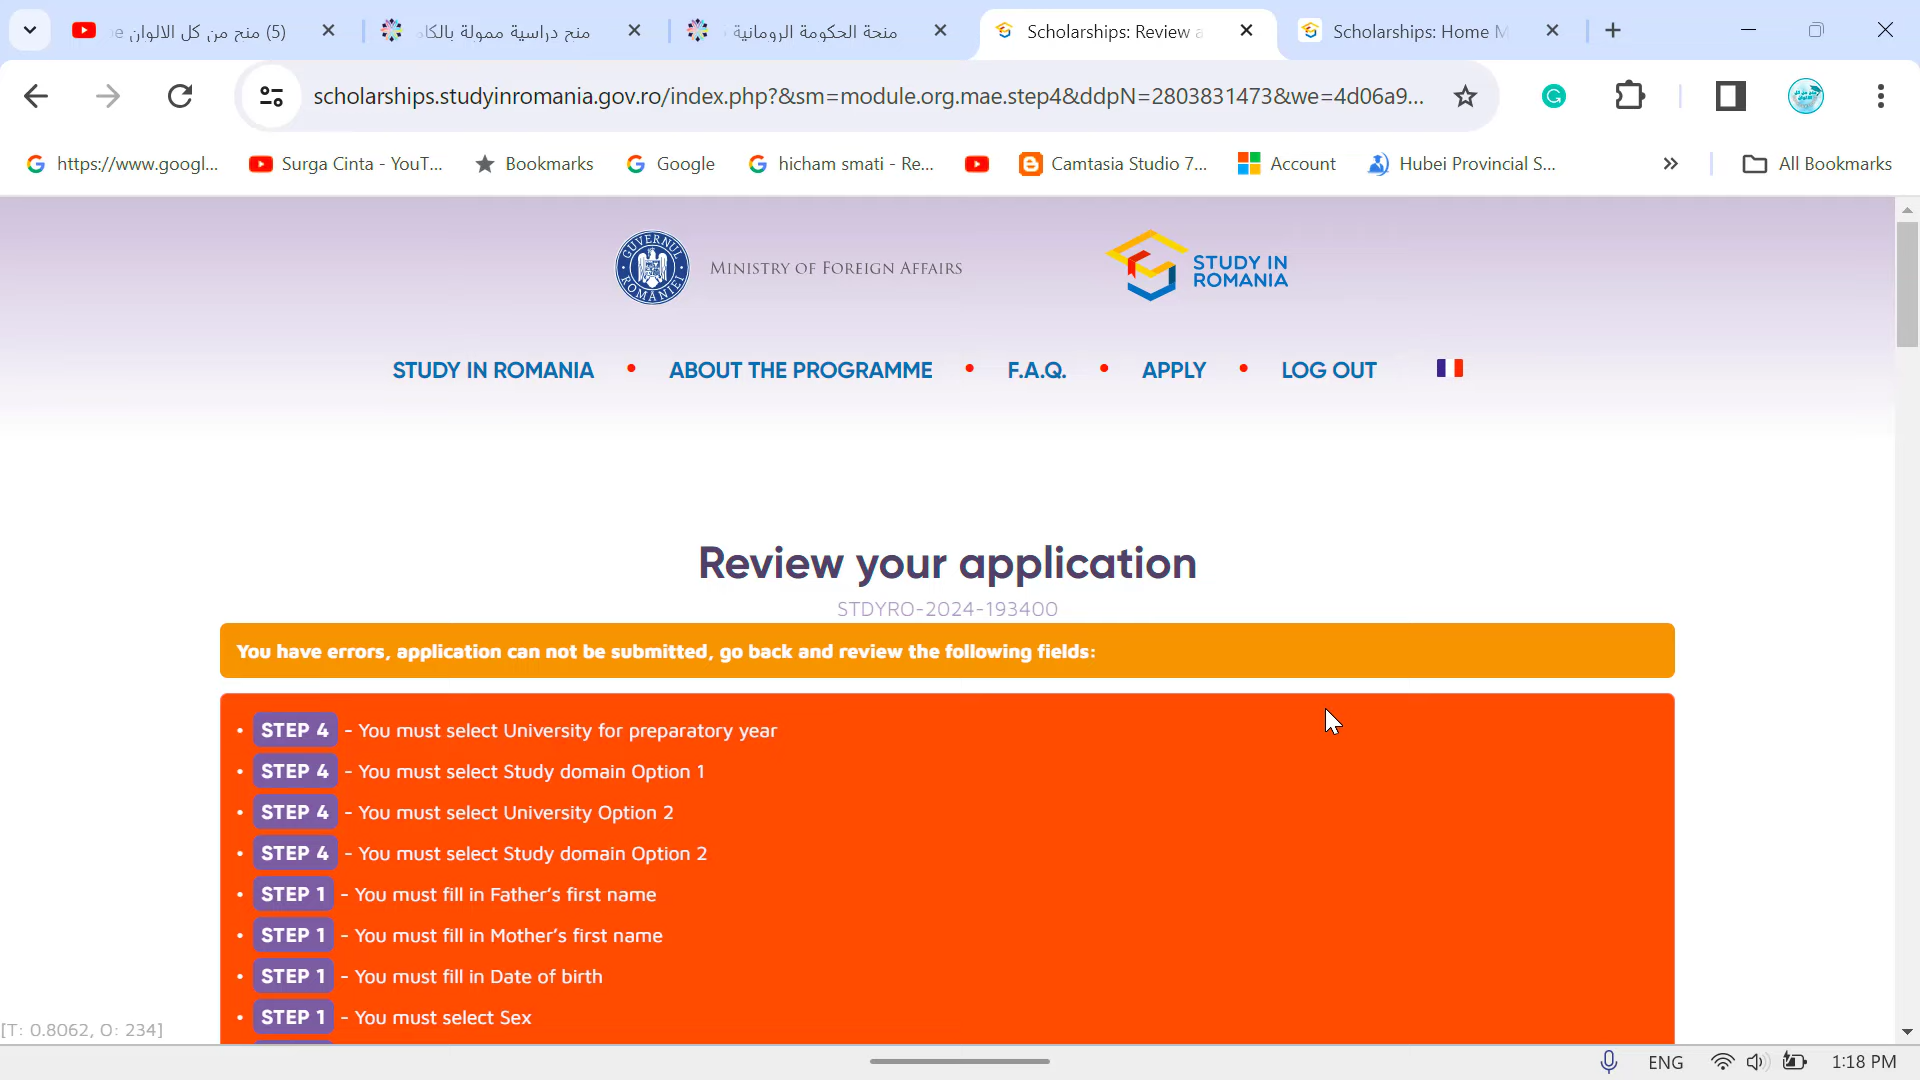 (5) منح من كل الالوان
منح دراسية ممولة بالكا
منحة الحكومة الرومانية
Scholarships: Review a
Scholarships: Home M
scholarships.studyinromania.gov.ro/index.php?&sm=module.org.mae.step4&ddpN=2803831473&we=4d06a9...
https://www.googl...
Surga Cinta - YouT...
Bookmarks
Google
hicham smati - Re...
Camtasia Studio 7...
Account
Hubei Provincial S...
All Bookmarks
GUVERNUL ROMÂNIEI
MINISTRY OF FOREIGN AFFAIRS
STUDY IN
ROMANIA
STUDY IN ROMANIA • ABOUT THE PROGRAMME • F.A.Q. • APPLY • LOG OUT
Review your application
STDYRO-2024-193400
You have errors, application can not be submitted, go back and review the following fields:
• STEP 4 - You must select University for preparatory year
• STEP 4 - You must select Study domain Option 1
• STEP 4 - You must select University Option 2
• STEP 4 - You must select Study domain Option 2
• STEP 1 - You must fill in Father's first name
• STEP 1 - You must fill in Mother's first name
• STEP 1 - You must fill in Date of birth
• STEP 1 - You must select Sex
[T: 0.8062, O: 234]
ENG
1:18 PM